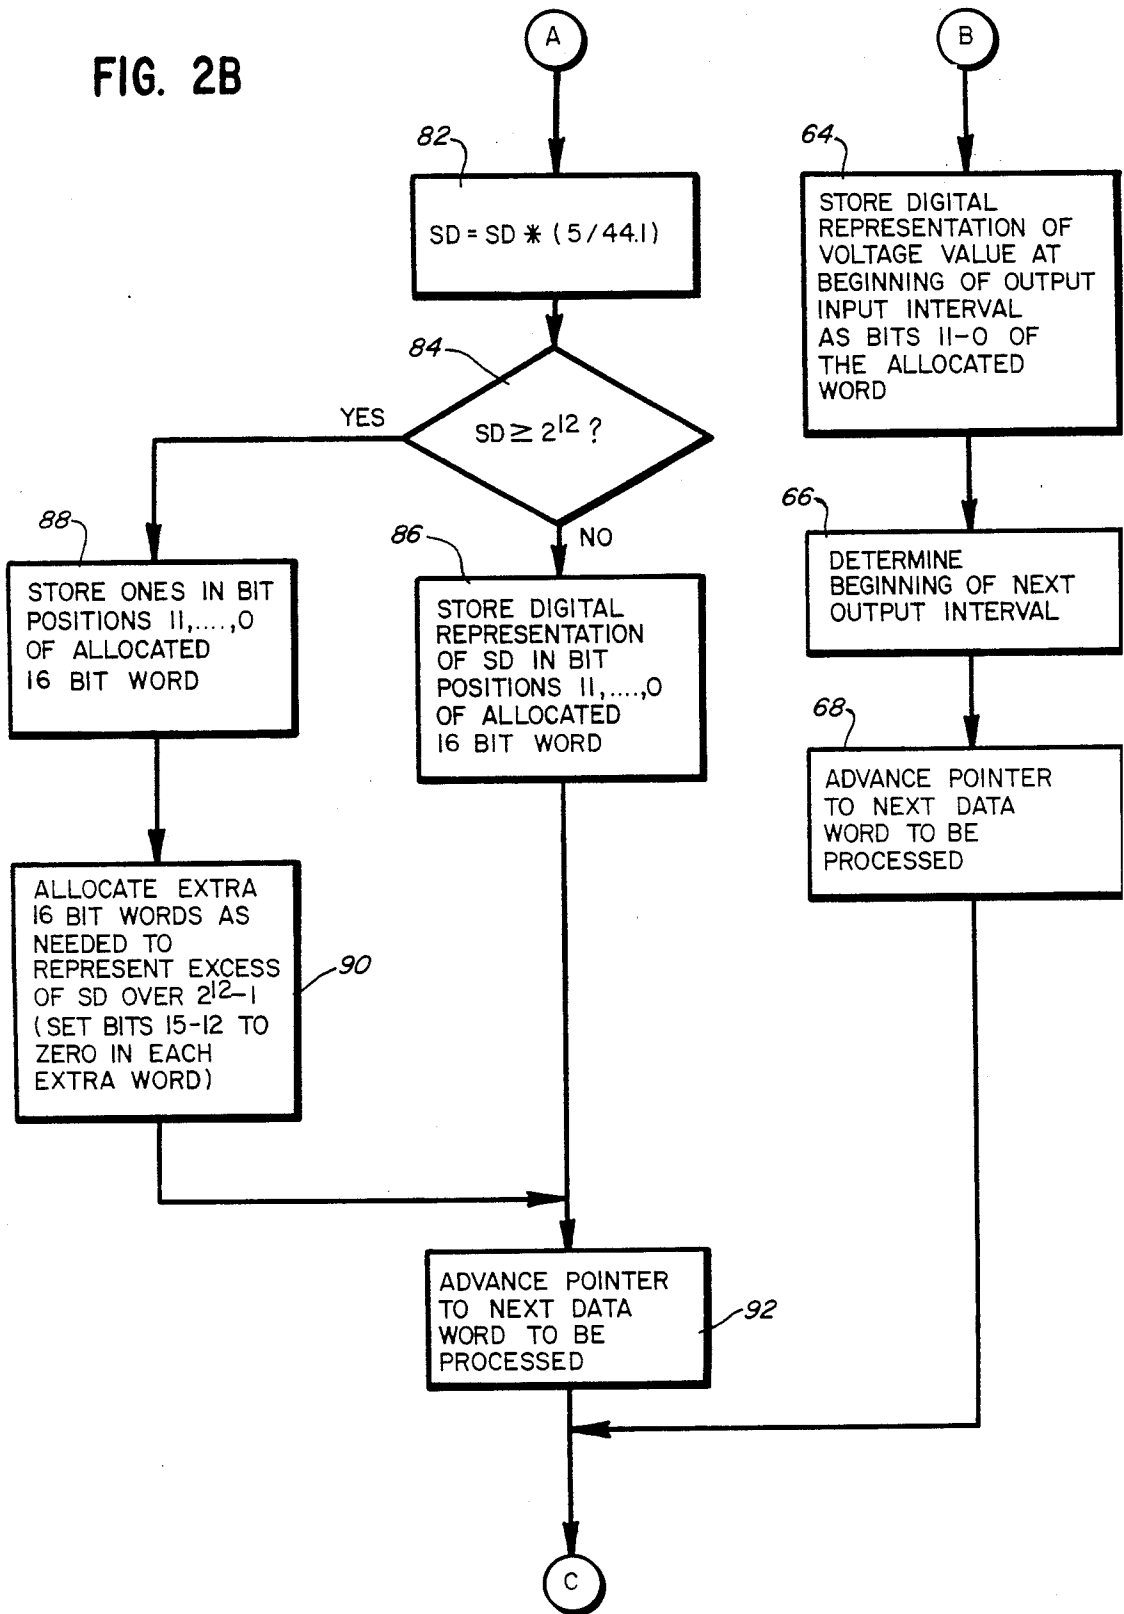 FIG. 2B
A
B
82
SD = SD * (5/44.1)
64
STORE DIGITAL
REPRESENTATION OF
VOLTAGE VALUE AT
BEGINNING OF OUTPUT
INPUT INTERVAL
AS BITS 11-0 OF
THE ALLOCATED
WORD
84
SD ≥ 2^12 ?
YES
NO
88
STORE ONES IN BIT
POSITIONS 11,....,0
OF ALLOCATED
16 BIT WORD
86
STORE DIGITAL
REPRESENTATION
OF SD IN BIT
POSITIONS 11,....,0
OF ALLOCATED
16 BIT WORD
66
DETERMINE
BEGINNING OF NEXT
OUTPUT INTERVAL
68
ADVANCE POINTER
TO NEXT DATA
WORD TO BE
PROCESSED
ALLOCATE EXTRA
16 BIT WORDS AS
NEEDED TO
REPRESENT EXCESS
OF SD OVER 2^12-1
(SET BITS 15-12 TO
ZERO IN EACH
EXTRA WORD)
90
ADVANCE POINTER
TO NEXT DATA
WORD TO BE
PROCESSED
92
C